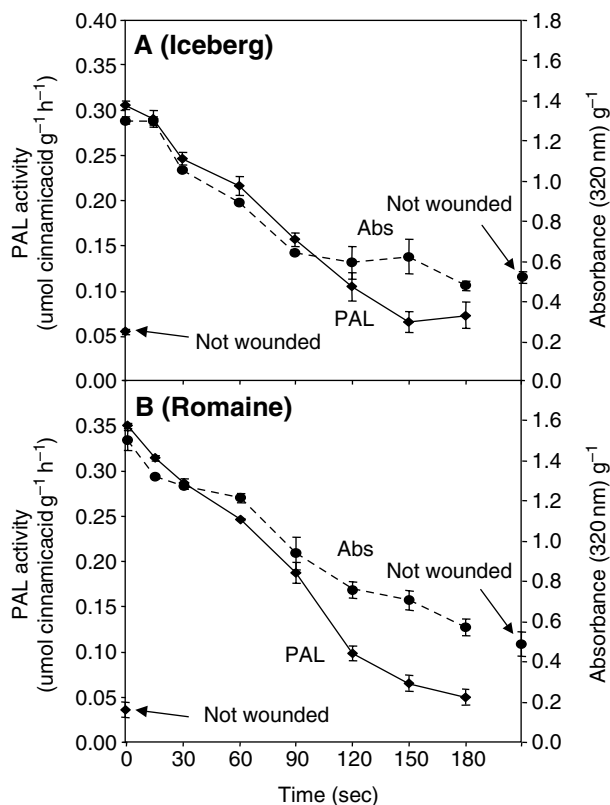 A (Iceberg)
PAL activity
(umol cinnamicacid g⁻¹ h⁻¹)
0.40
0.35
0.30
0.25
0.20
0.15
0.10
0.05
0.00
1.8
1.6
1.4
1.2
1.0
0.8
0.6
0.4
0.2
0.0
Absorbance (320 nm) g⁻¹
Not wounded
Abs
PAL
Not wounded
B (Romaine)
PAL activity
(umol cinnamicacid g⁻¹ h⁻¹)
0.35
0.30
0.25
0.20
0.15
0.10
0.05
0.00
1.6
1.4
1.2
1.0
0.8
0.6
0.4
0.2
0.0
Absorbance (320 nm) g⁻¹
Abs
Not wounded
PAL
Not wounded
0 30 60 90 120 150 180
Time (sec)